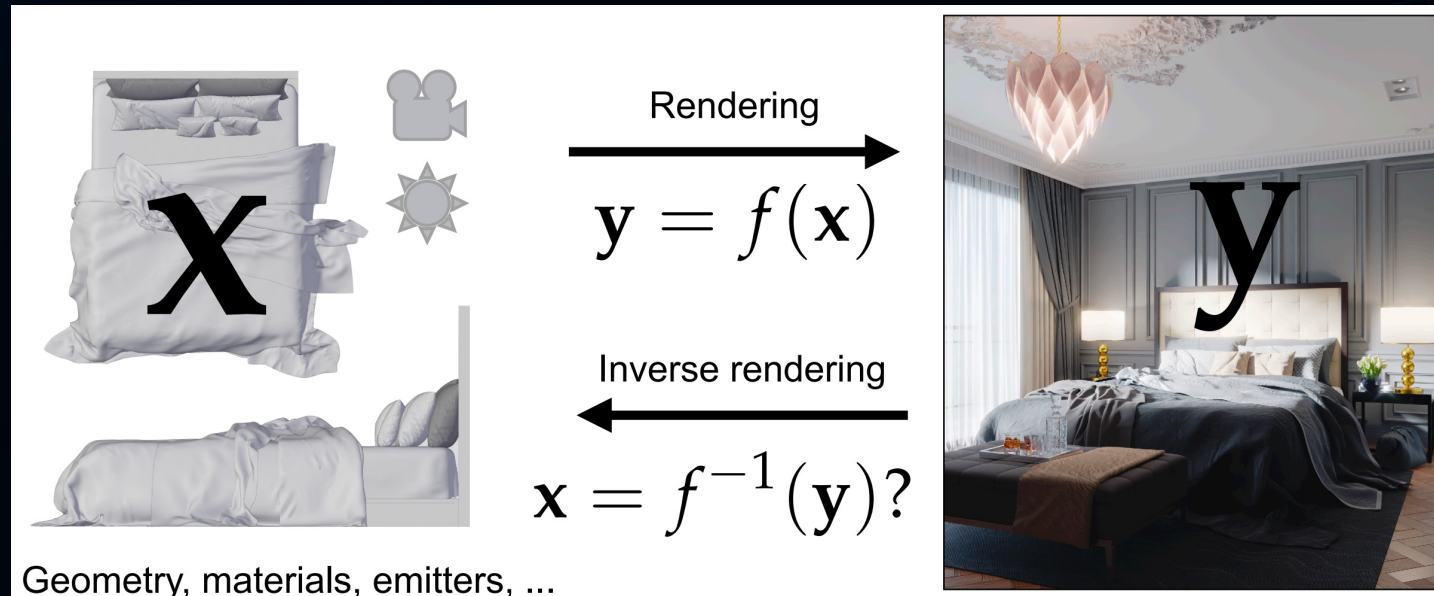 Rendering
y = f(x)
x
y
Inverse rendering
x = f⁻¹(y)?
Geometry, materials, emitters, ...